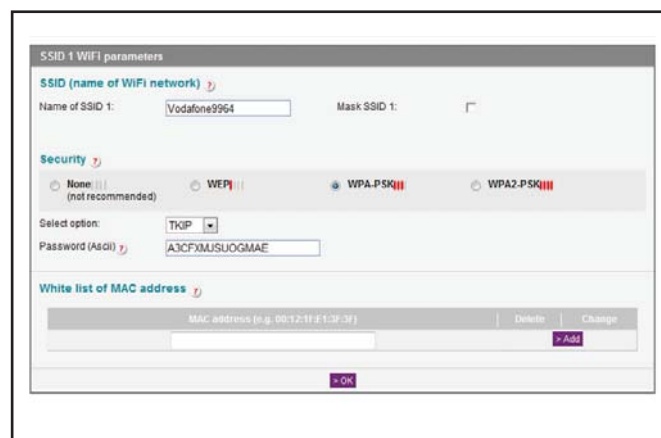 SSID 1 WiFi parameters
SSID (name of WiFi network) ?
Name of SSID 1: Vodafone9964 Mask SSID 1:
Security ?
None WEP WPA-PSK WPA2-PSK
(not recommended)
Select option: TKIP
Password (Ascii) ? A3CFXMJSUOGMAE
White list of MAC address ?
MAC address (e.g. 00:12:1F:E1:3F:3F) Delete Change
> Add
> OK